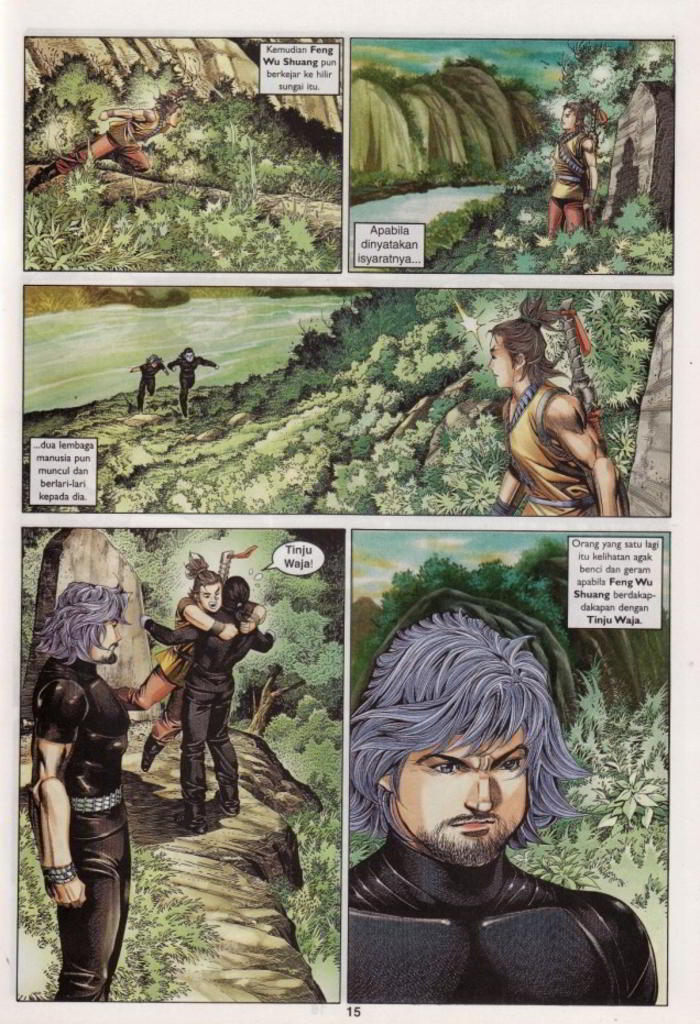 Kemudian Feng
Wu Shuang pun
berkejar ke hilir
sungai itu.
Apabila
dinyatakan
isyaratnya...
...dua lembaga
manusia pun
muncul dan
berlari-lari
kepada dia.
Tinju
Waja!
Orang yang satu lagi
itu kelihatan agak
benci dan geram
apabila Feng Wu
Shuang berdakap-
dakapan dengan
Tinju Waja.
15